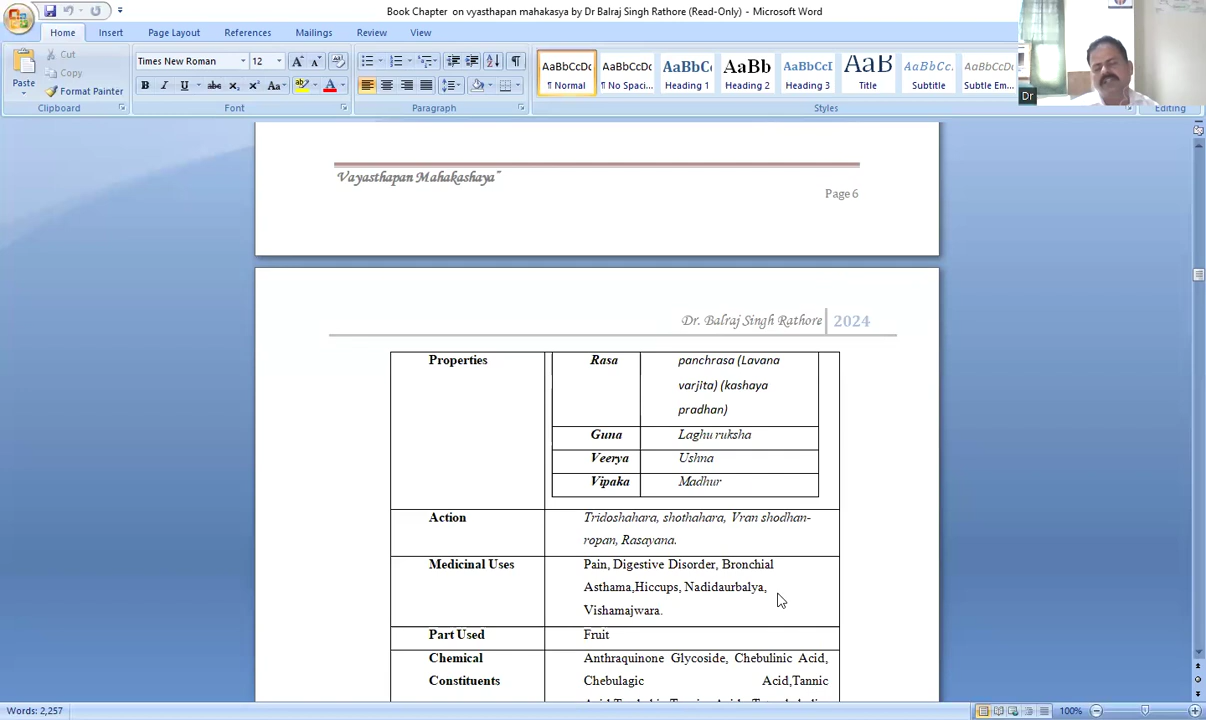 Book Chapter on vyasthapan mahakasya by Dr Balraj Singh Rathore (Read-Only) - Microsoft Word
Home Insert Page Layout References Mailings Review View
Cut
Copy
Paste
Format Painter
Clipboard
Times New Roman 12
Font
Paragraph
AaBbCcDc AaBbCcDc AaBbC AaBb AaBbCcI AaB AaBbCc. AaBbCcDc
¶ Normal ¶ No Spaci... Heading 1 Heading 2 Heading 3 Title Subtitle Subtle Em...
Styles
Editing
Dr
Vayasthapan Mahakashaya"
Page 6
Dr. Balraj Singh Rathore 2024
Properties Rasa panchrasa (Lavana
varjita) (kashaya
pradhan)
Guna Laghu ruksha
Veerya Ushna
Vipaka Madhur
Action Tridoshahara, shothahara, Vran shodhan-
ropan, Rasayana.
Medicinal Uses Pain, Digestive Disorder, Bronchial
Asthama,Hiccups, Nadidaurbalya,
Vishamajwara.
Part Used Fruit
Chemical Anthraquinone Glycoside, Chebulinic Acid,
Constituents Chebulagic Acid,Tannic
Words: 2,257
100%